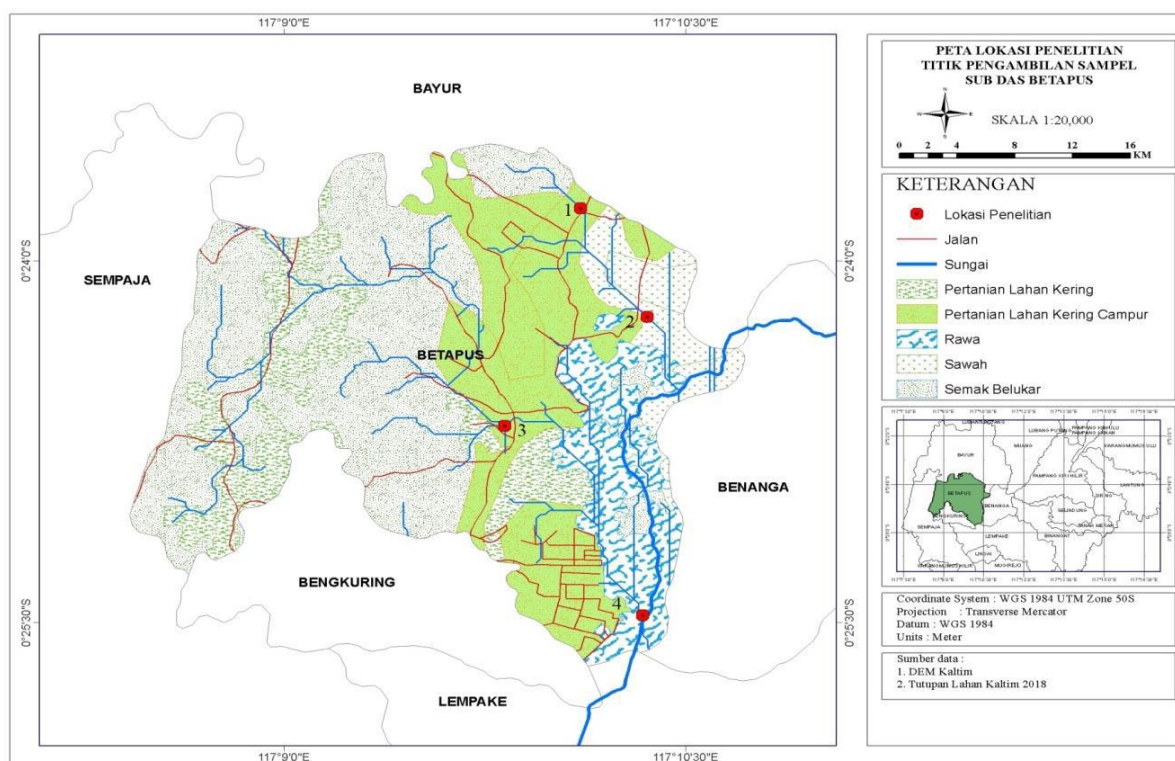 117°9'0"E
117°10'30"E
BAYUR
1
0°24'0"S
0°24'0"S
SEMPAJA
2
BETAPUS
3
BENANGA
BENGKURING
4
0°25'30"S
0°25'30"S
LEMPAKE
117°9'0"E
117°10'30"E
PETA LOKASI PENELITIAN
TITIK PENGAMBILAN SAMPEL
SUB DAS BETAPUS
N
W
E
S
SKALA 1:20,000
0 2 4 8 12 16
KM
KETERANGAN
Lokasi Penelitian
Jalan
Sungai
Pertanian Lahan Kering
Pertanian Lahan Kering Campur
Rawa
Sawah
Semak Belukar
BAYUR
MUANG
BETAPUS
BENANGA
BENGKURING
SEMPAJA
LEMPAKE
MUGIREJO
Coordinate System : WGS 1984 UTM Zone 50S
Projection : Transverse Mercator
Datum : WGS 1984
Units : Meter
Sumber data :
1. DEM Kaltim
2. Tutupan Lahan Kaltim 2018